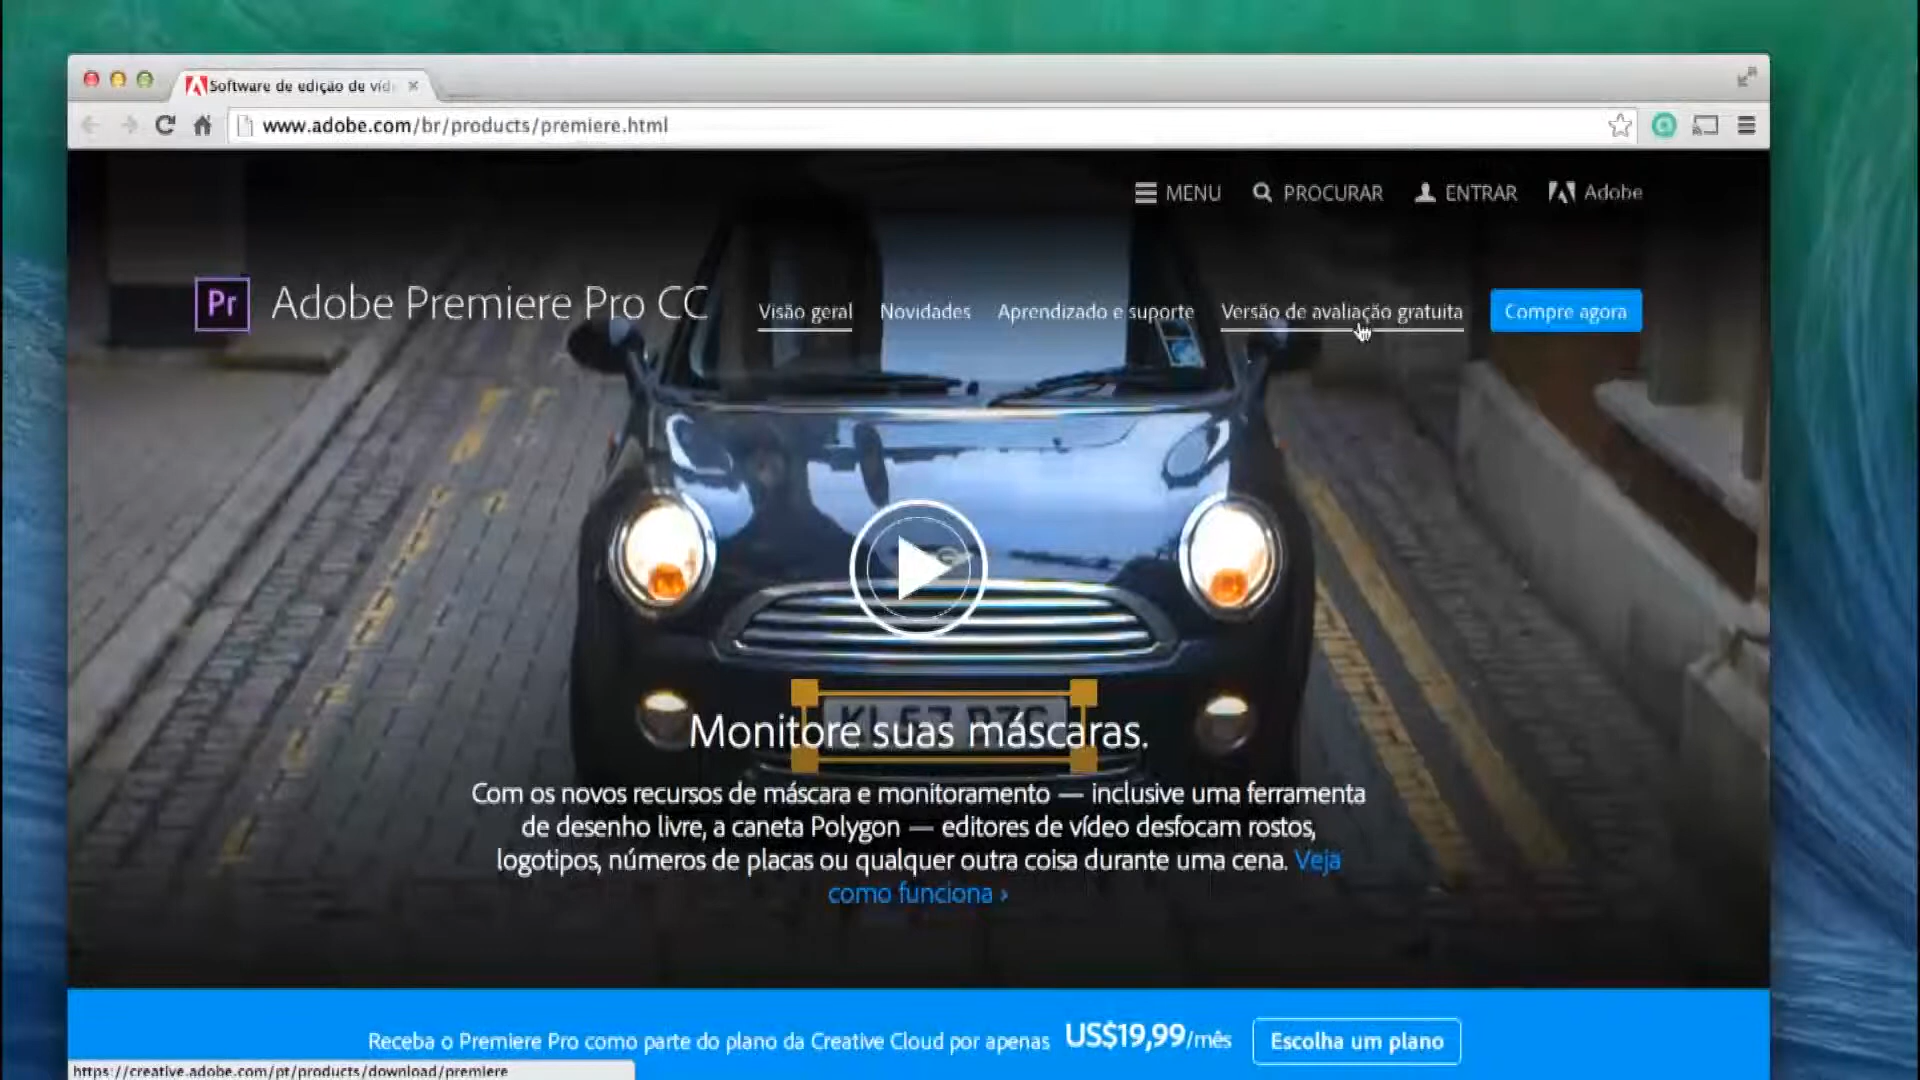 Software de edição de víd
www.adobe.com/br/products/premiere.html
MENU PROCURAR ENTRAR Adobe
Pr Adobe Premiere Pro CC Visão geral Novidades Aprendizado e suporte Versão de avaliação gratuita Compre agora
Monitore suas máscaras.
Com os novos recursos de máscara e monitoramento — inclusive uma ferramenta
de desenho livre, a caneta Polygon — editores de vídeo desfocam rostos,
logotipos, números de placas ou qualquer outra coisa durante uma cena. Veja
como funciona ›
Receba o Premiere Pro como parte do plano da Creative Cloud por apenas US$19,99/mês Escolha um plano
https://creative.adobe.com/pt/products/download/premiere